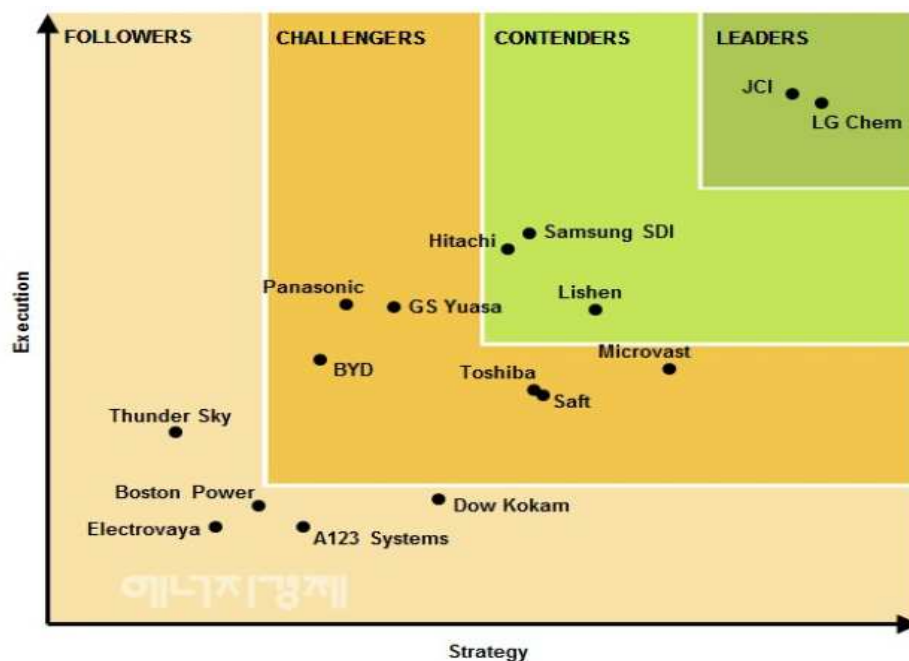 FOLLOWERS
CHALLENGERS
CONTENDERS
LEADERS
JCI
LG Chem
Samsung SDI
Hitachi
Panasonic
GS Yuasa
Lishen
BYD
Microvast
Toshiba
Saft
Thunder Sky
Boston Power
Dow Kokam
Electrovaya
A123 Systems
Execution
Strategy